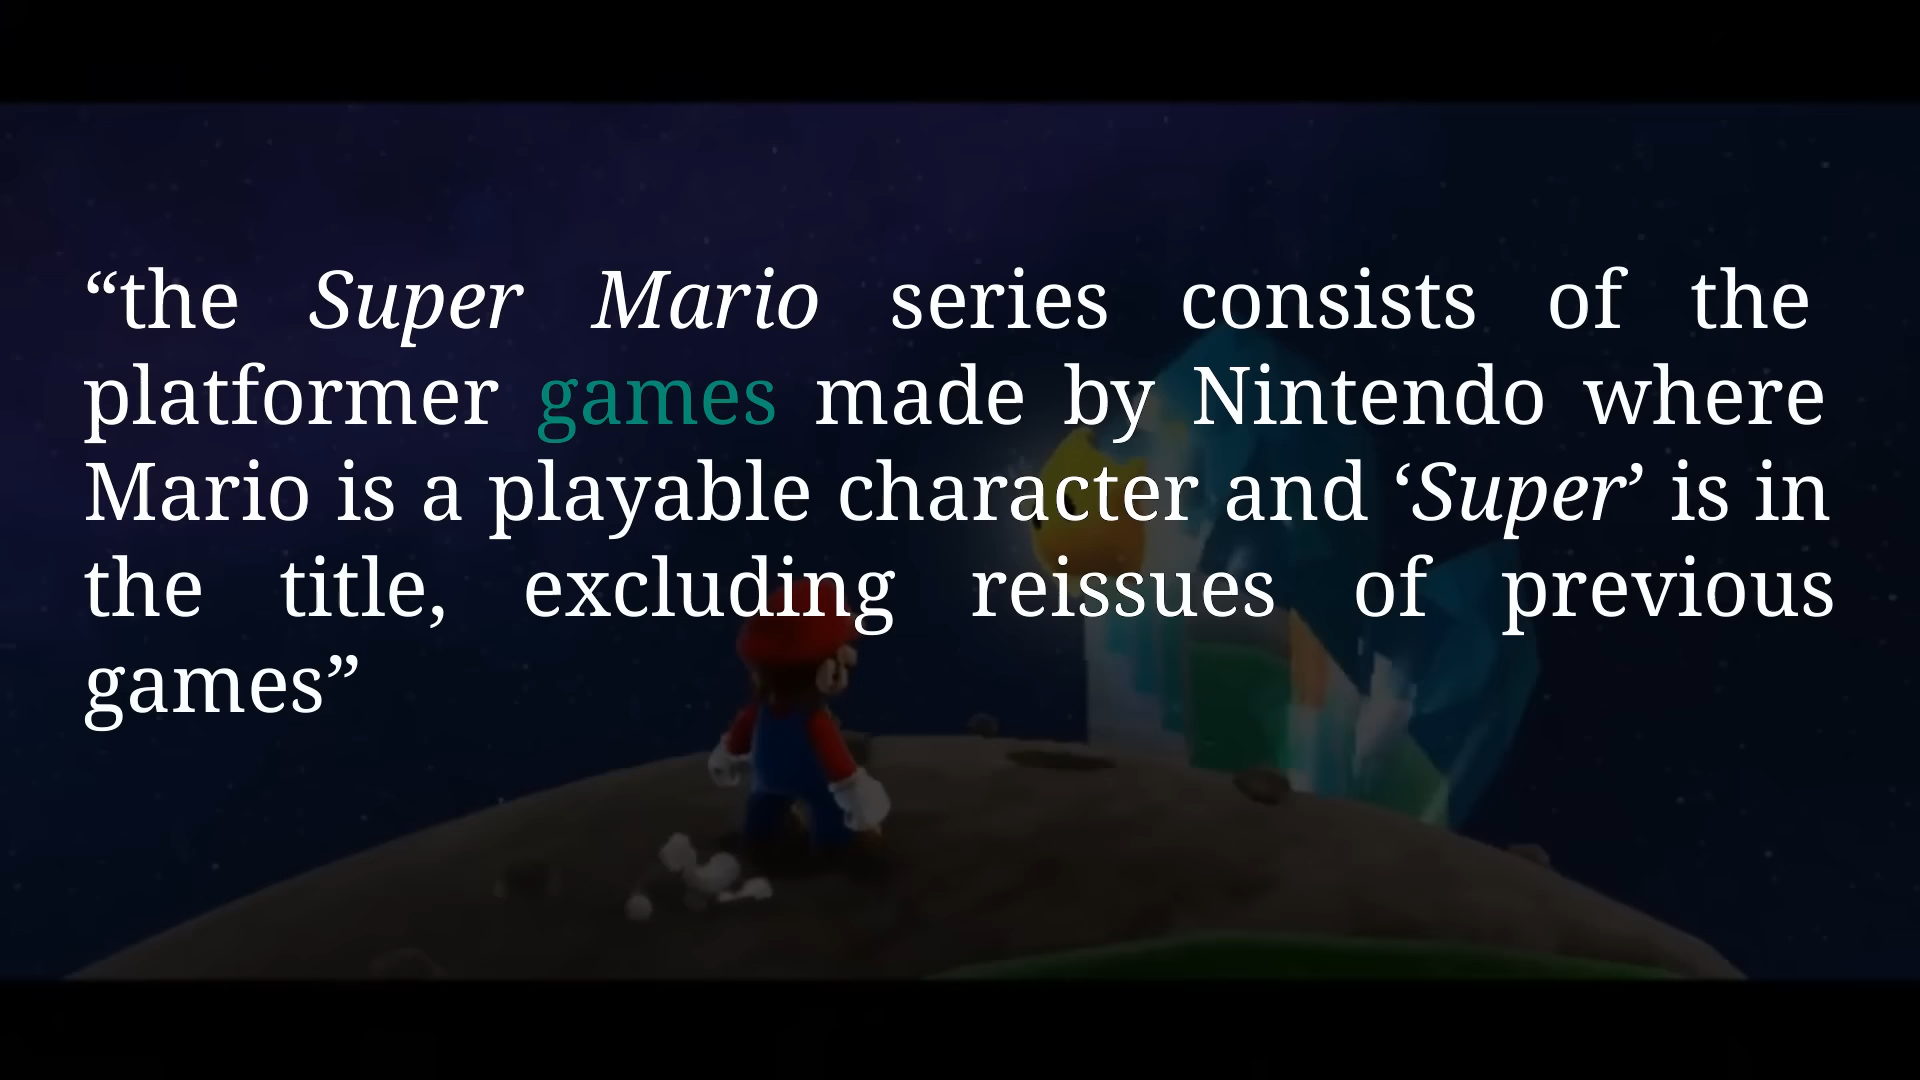 “the Super Mario series consists of the
platformer games made by Nintendo where
Mario is a playable character and ‘Super’ is in
the title, excluding reissues of previous
games”